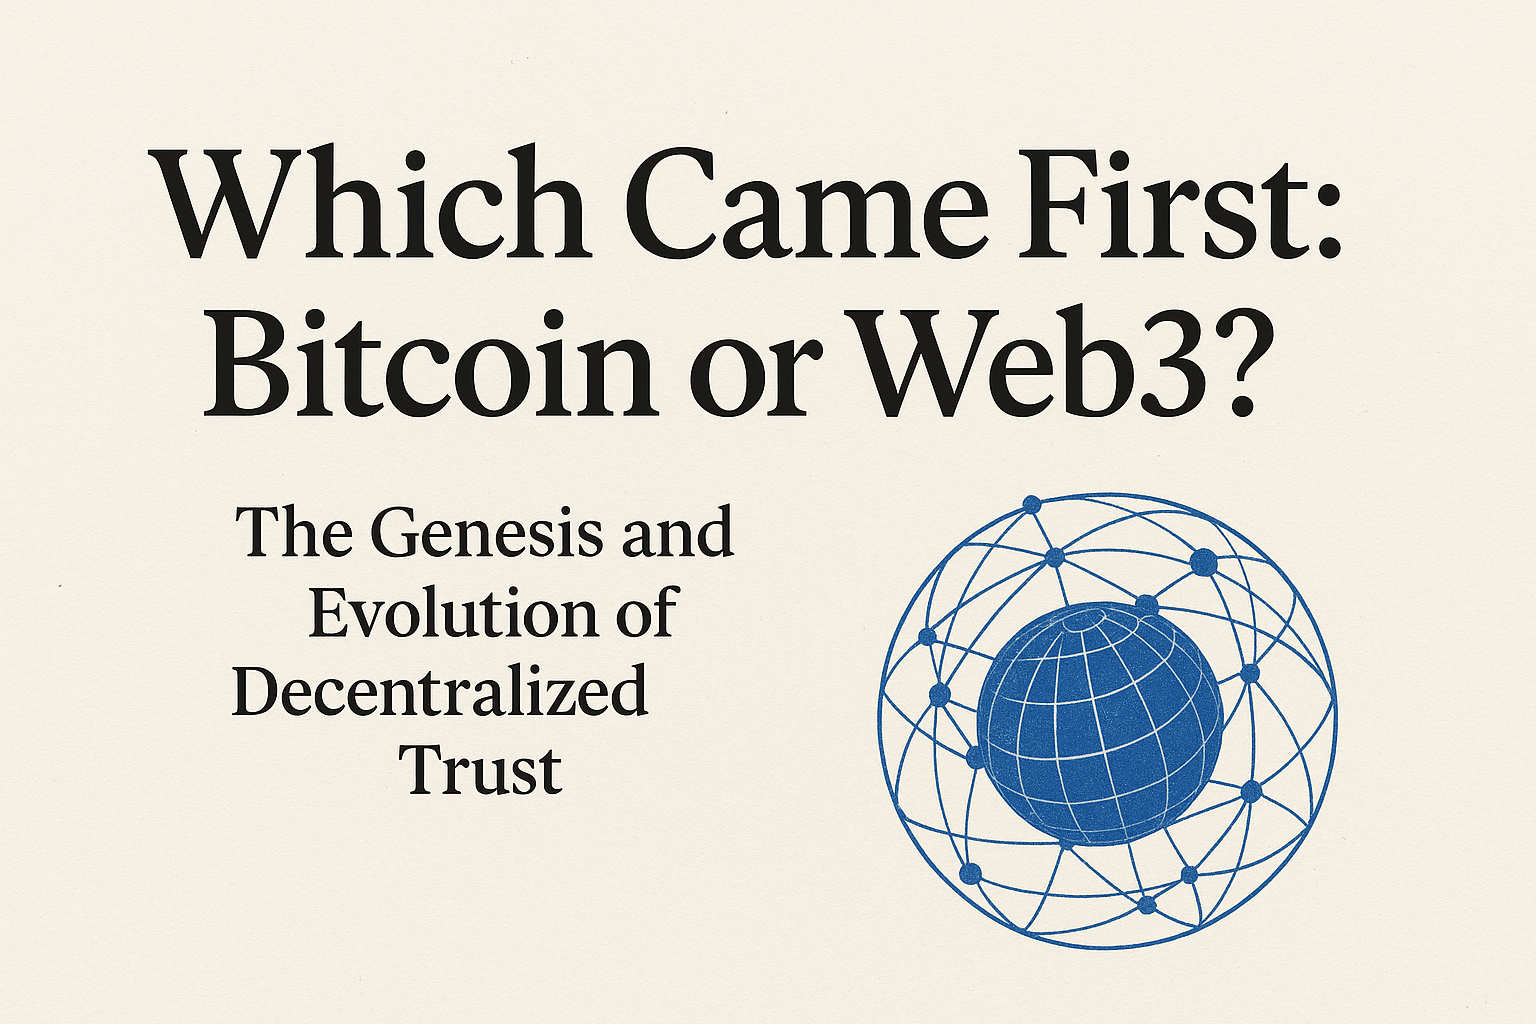 Which Came First:
Bitcoin or Web3?
The Genesis and
Evolution of
Decentralized
Trust